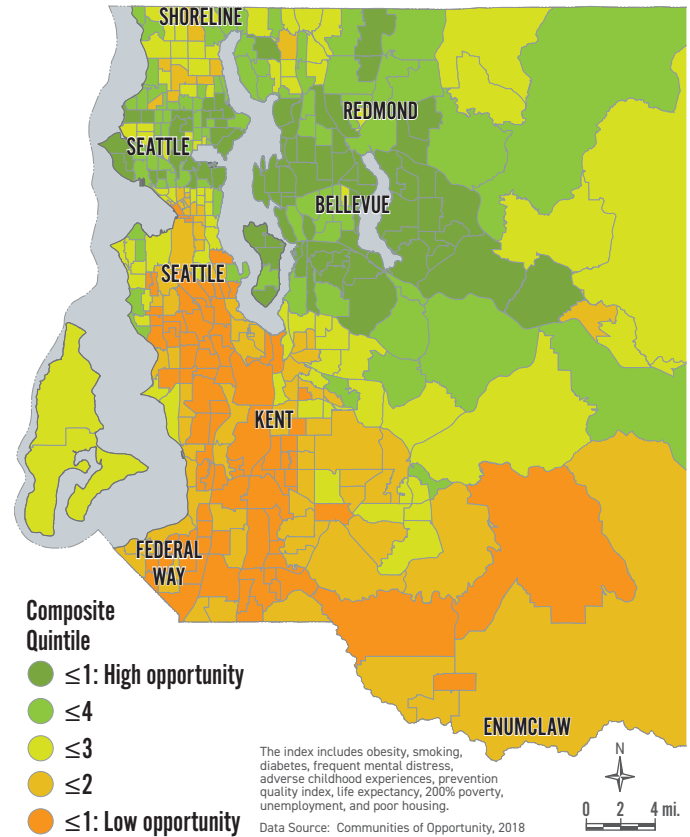 SHORELINE
REDMOND
SEATTLE
BELLEVUE
SEATTLE
KENT
FEDERAL
WAY
ENUMCLAW
Composite
Quintile
≤1: High opportunity
≤4
≤3
≤2
≤1: Low opportunity
The index includes obesity, smoking,
diabetes, frequent mental distress,
adverse childhood experiences, prevention
quality index, life expectancy, 200% poverty,
unemployment, and poor housing.
Data Source: Communities of Opportunity, 2018
N
0 2 4 mi.